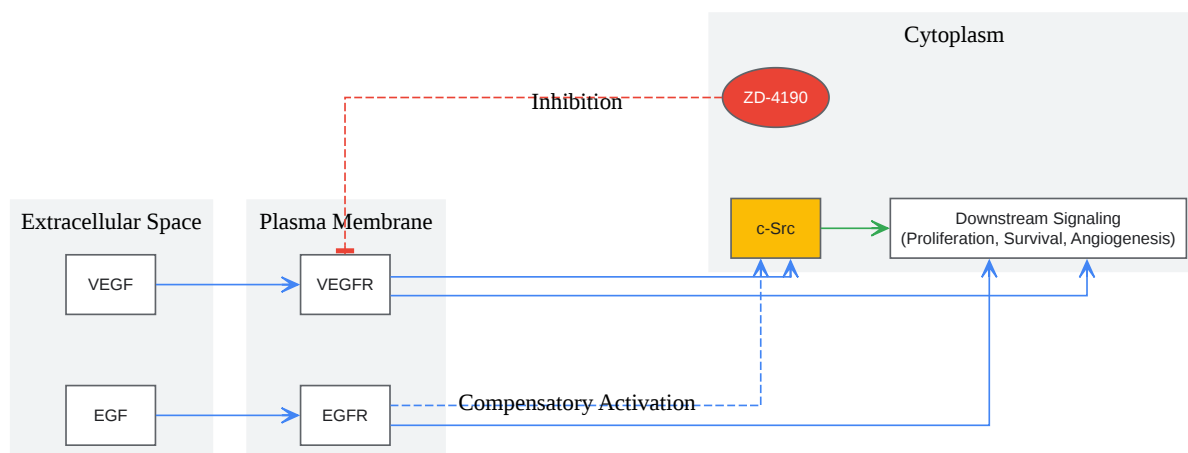 Cytoplasm
Inhibition
ZD-4190
Extracellular Space
Plasma Membrane
c-Src
Downstream Signaling
(Proliferation, Survival, Angiogenesis)
VEGF
VEGFR
EGF
EGFR
Compensatory Activation